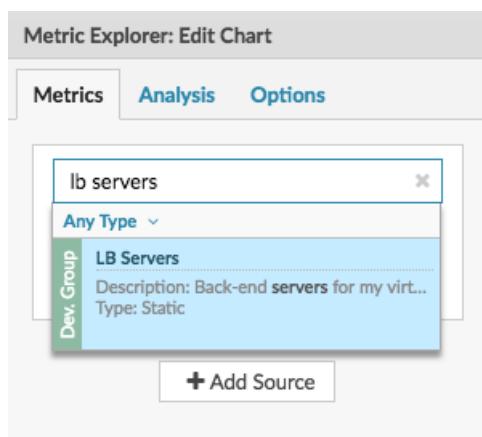 Metric Explorer: Edit Chart
Metrics Analysis Options
lb servers
Any Type
Dev. Group
LB Servers
Description: Back-end servers for my virt...
Type: Static
+ Add Source